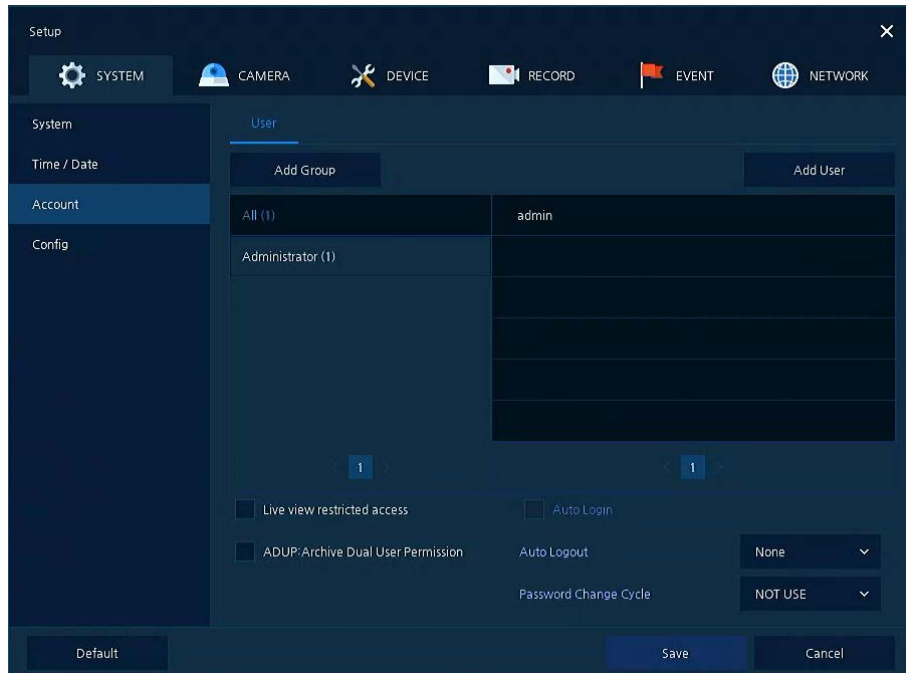 Setup
SYSTEM CAMERA DEVICE RECORD EVENT NETWORK
System
Time / Date
Account
Config
User
Add Group Add User
All (1) admin
Administrator (1)
1 1
Live view restricted access Auto Login
ADUP:Archive Dual User Permission Auto Logout None
Password Change Cycle NOT USE
Default Save Cancel